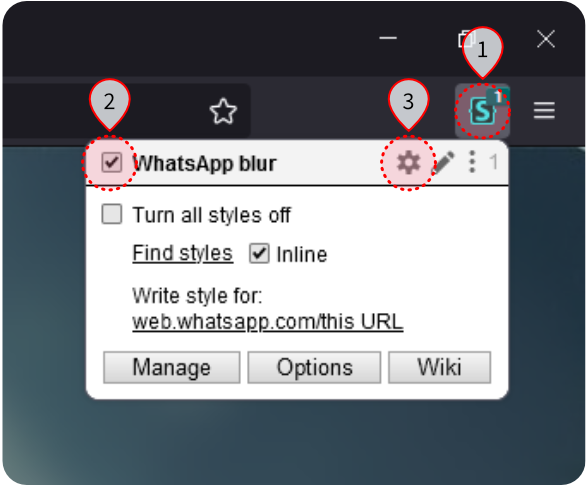 1
S
1
2
3
WhatsApp blur
1
Turn all styles off
Find styles
Inline
Write style for:
web.whatsapp.com/this URL
Manage
Options
Wiki